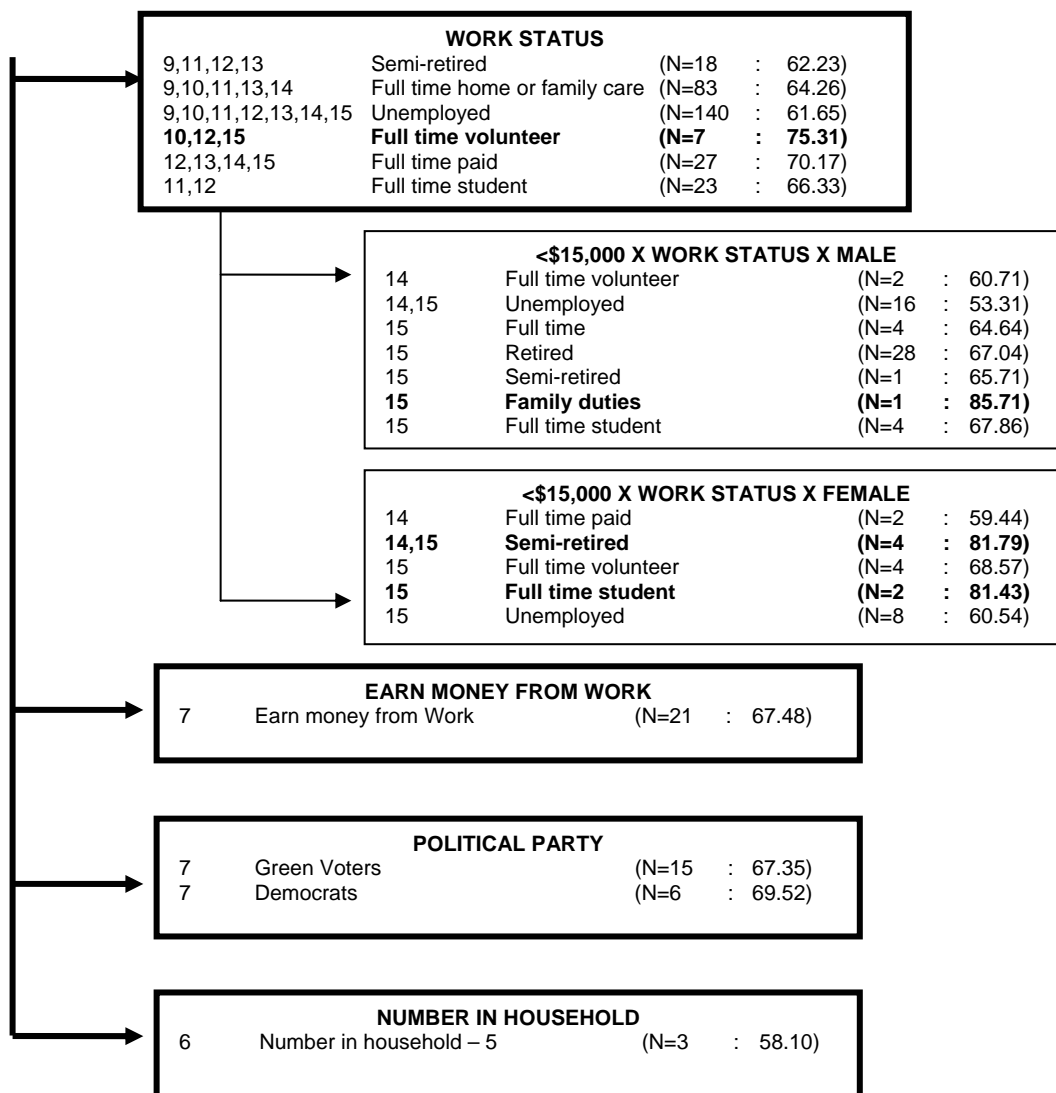 WORK STATUS
9,11,12,13 Semi-retired (N=18 : 62.23)
9,10,11,13,14 Full time home or family care (N=83 : 64.26)
9,10,11,12,13,14,15 Unemployed (N=140 : 61.65)
10,12,15 Full time volunteer (N=7 : 75.31)
12,13,14,15 Full time paid (N=27 : 70.17)
11,12 Full time student (N=23 : 66.33)
<$15,000 X WORK STATUS X MALE
14 Full time volunteer (N=2 : 60.71)
14,15 Unemployed (N=16 : 53.31)
15 Full time (N=4 : 64.64)
15 Retired (N=28 : 67.04)
15 Semi-retired (N=1 : 65.71)
15 Family duties (N=1 : 85.71)
15 Full time student (N=4 : 67.86)
<$15,000 X WORK STATUS X FEMALE
14 Full time paid (N=2 : 59.44)
14,15 Semi-retired (N=4 : 81.79)
15 Full time volunteer (N=4 : 68.57)
15 Full time student (N=2 : 81.43)
15 Unemployed (N=8 : 60.54)
EARN MONEY FROM WORK
7 Earn money from Work (N=21 : 67.48)
POLITICAL PARTY
7 Green Voters (N=15 : 67.35)
7 Democrats (N=6 : 69.52)
NUMBER IN HOUSEHOLD
6 Number in household – 5 (N=3 : 58.10)